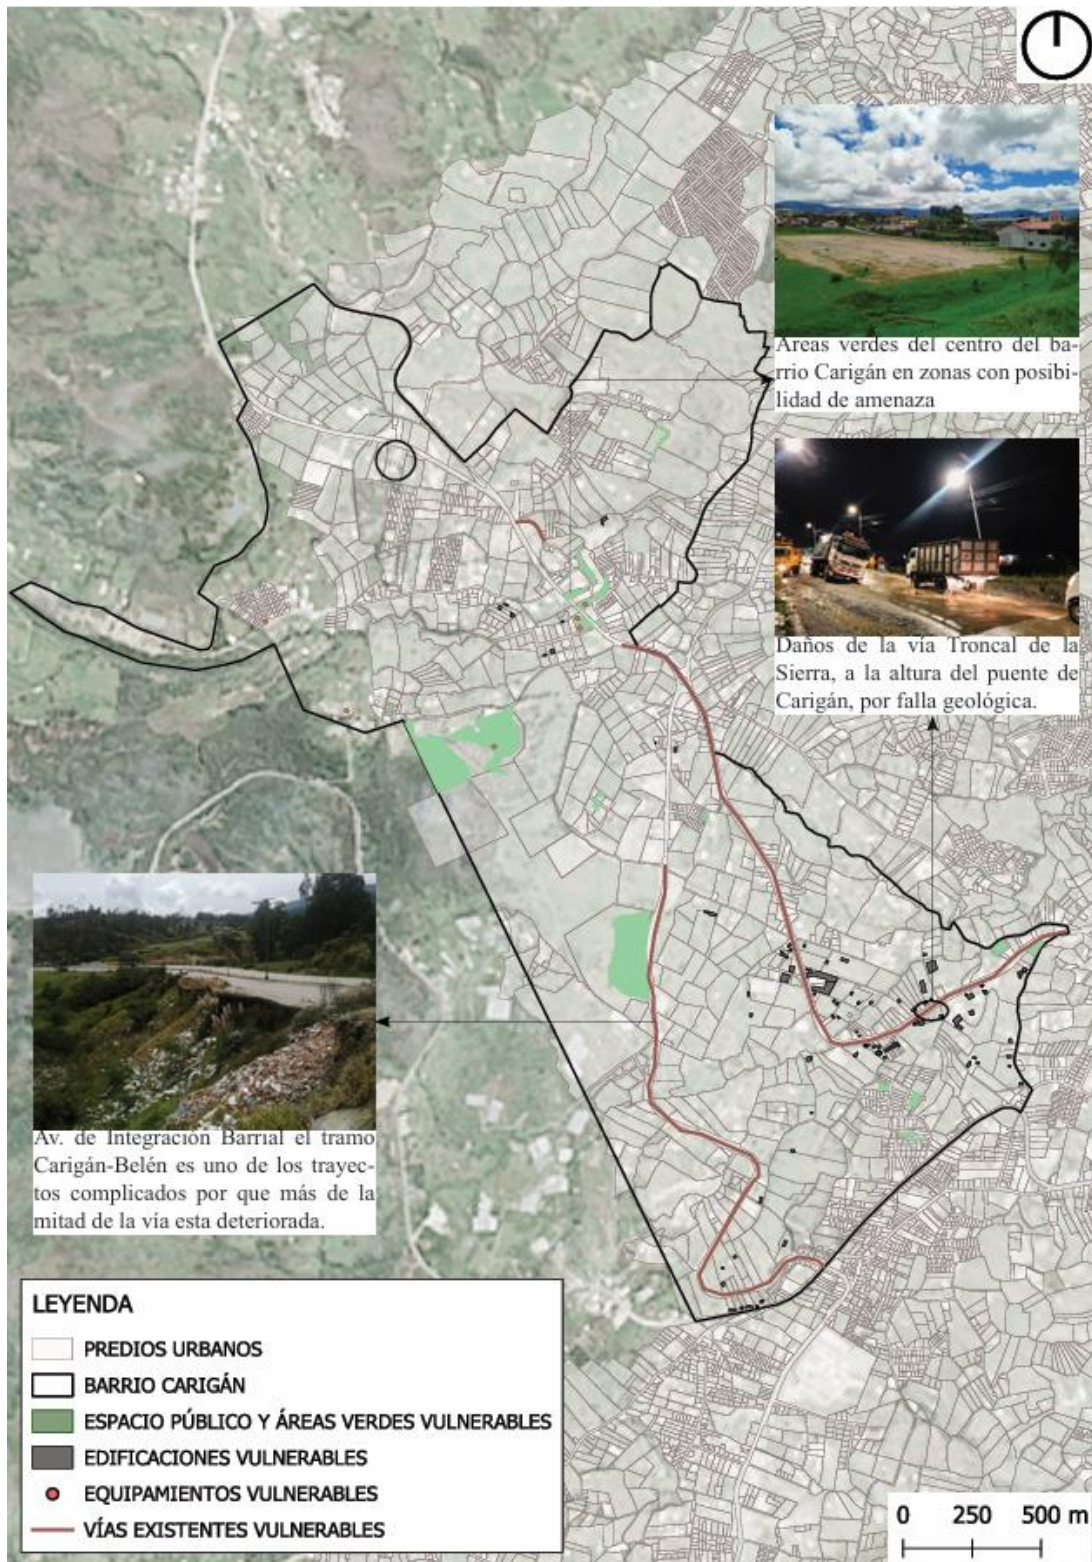 Áreas verdes del centro del ba-
rrio Carigán en zonas con posibi-
lidad de amenaza
Daños de la vía Troncal de la
Sierra, a la altura del puente de
Carigán, por falla geológica.
Av. de Integración Barrial el tramo
Carigán-Belén es uno de los trayec-
tos complicados por que más de la
mitad de la vía esta deteriorada.
LEYENDA
PREDIOS URBANOS
BARRIO CARIGÁN
ESPACIO PÚBLICO Y ÁREAS VERDES VULNERABLES
EDIFICACIONES VULNERABLES
EQUIPAMIENTOS VULNERABLES
VÍAS EXISTENTES VULNERABLES
0 250 500 m